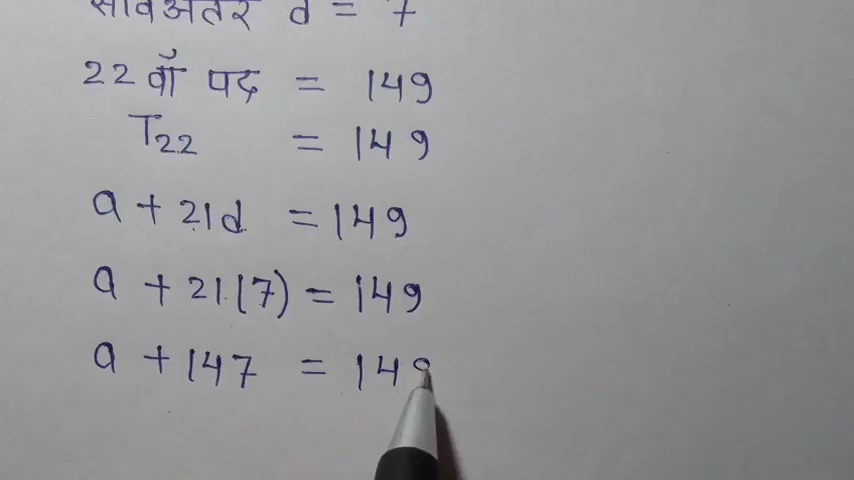 सार्वअंतर d = 7
22 वाँ पद = 149
T22 = 149
a + 21d = 149
a + 21(7) = 149
a + 147 = 149